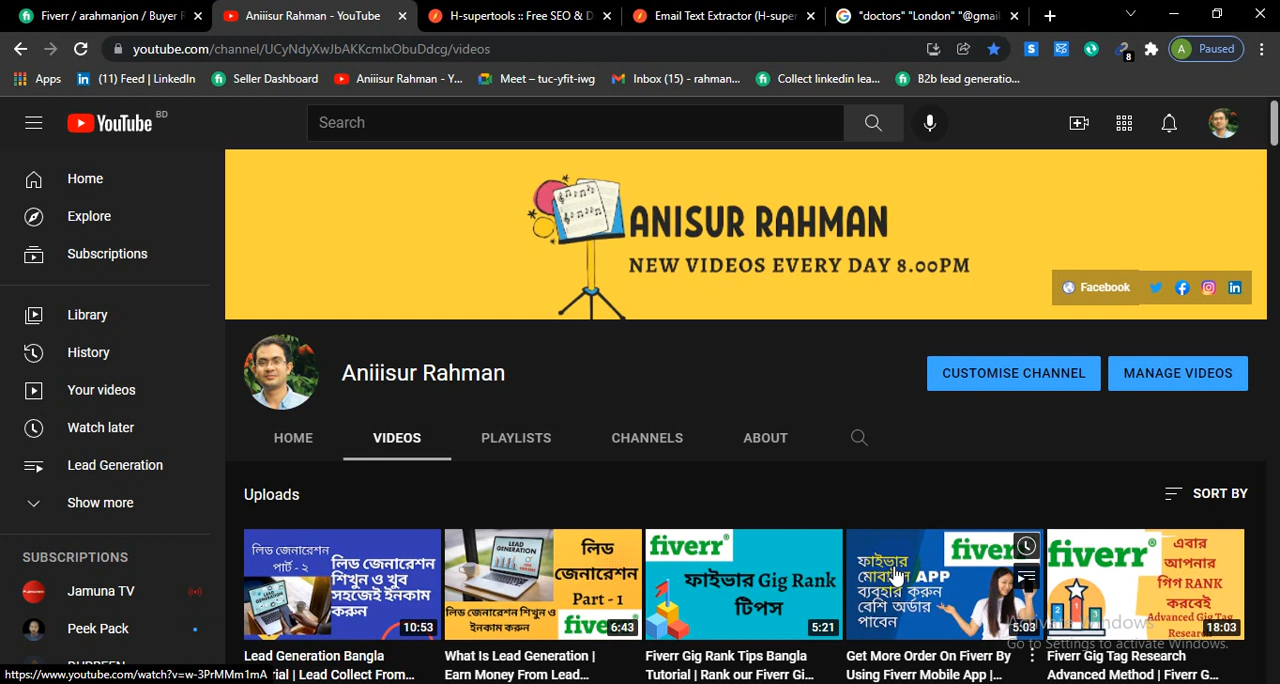 Fiverr / arahmanjon / Buyer R
Aniiisur Rahman - YouTube
H-supertools :: Free SEO & D
Email Text Extractor (H-super
"doctors" "London" "@gmail
youtube.com/channel/UCyNdyXwJbAKKcmlxObuDdcg/videos
8
A Paused
Apps
(11) Feed | LinkedIn
Seller Dashboard
Aniiisur Rahman - Y...
Meet – tuc-yfit-iwg
Inbox (15) - rahman...
Collect linkedin lea...
B2b lead generatio...
YouTube BD
Search
Home
Explore
Subscriptions
Library
History
Your videos
Watch later
Lead Generation
Show more
SUBSCRIPTIONS
Jamuna TV
Peek Pack
ANISUR RAHMAN
NEW VIDEOS EVERY DAY 8.00PM
Facebook
Aniiisur Rahman
CUSTOMISE CHANNEL
MANAGE VIDEOS
HOME
VIDEOS
PLAYLISTS
CHANNELS
ABOUT
Uploads
SORT BY
লিড জেনারেশন
পার্ট - ২
লিড জেনারেশন
শিখুন ও খুব
সহজেই ইনকাম
করুন
10:53
LEAD GENERATION
লিড
জেনারেশন
Part - 1
লিড জেনারেশন শিখুন ও
ইনকাম করুন
five
6:43
fiverr
ফাইভার Gig Rank
টিপস
5:21
ফাইভার
মোবাইল APP
ব্যবহার করুন
বেশি অর্ডার
পাবেন
fiver
5:03
fiverr
এবার
আপনার
গিগ RANK
করবেই
Advanced Gig Tag
Research
18:03
Activate Windows
Go to Settings to activate Windows.
Lead Generation Bangla
rial | Lead Collect From...
What Is Lead Generation |
Earn Money From Lead...
Fiverr Gig Rank Tips Bangla
Tutorial | Rank our Fiverr Gi...
Get More Order On Fiverr By
Using Fiverr Mobile App |...
Fiverr Gig Tag Research
Advanced Method | Fiverr G...
https://www.youtube.com/watch?v=w-3PrMMm1mA